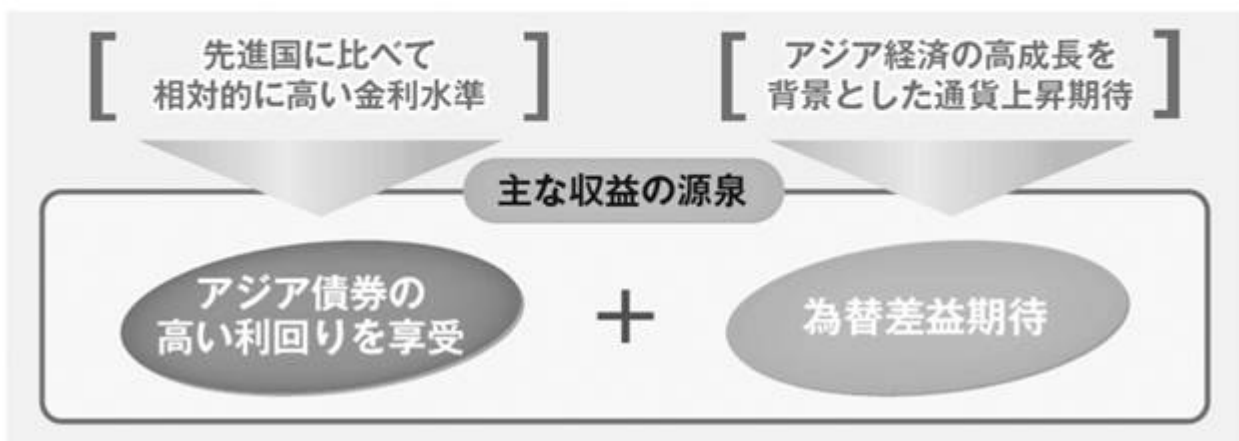 先進国に比べて
相対的に高い金利水準
アジア経済の高成長を
背景とした通貨上昇期待
主な収益の源泉
アジア債券の
高い利回りを享受
+
為替差益期待